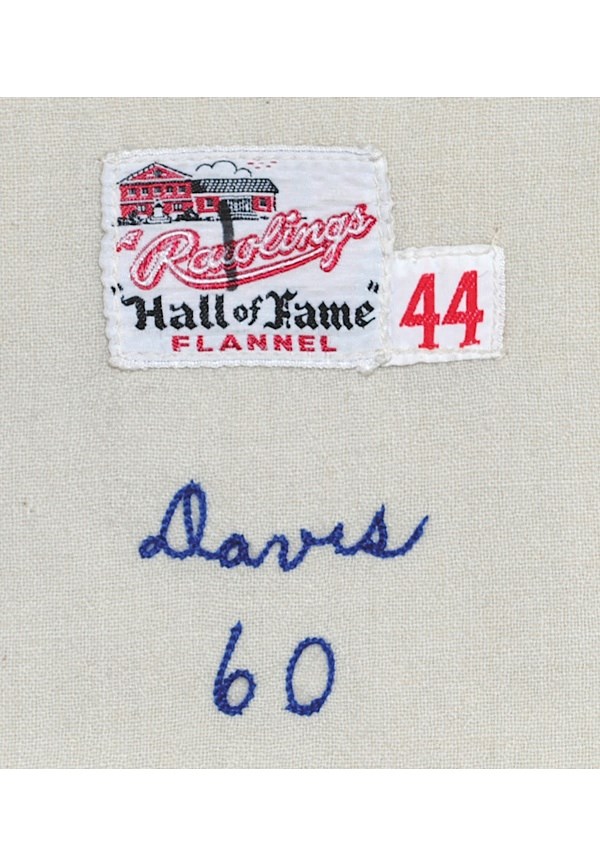 Rawlings
"Hall of Fame"
FLANNEL
44
Davis
60